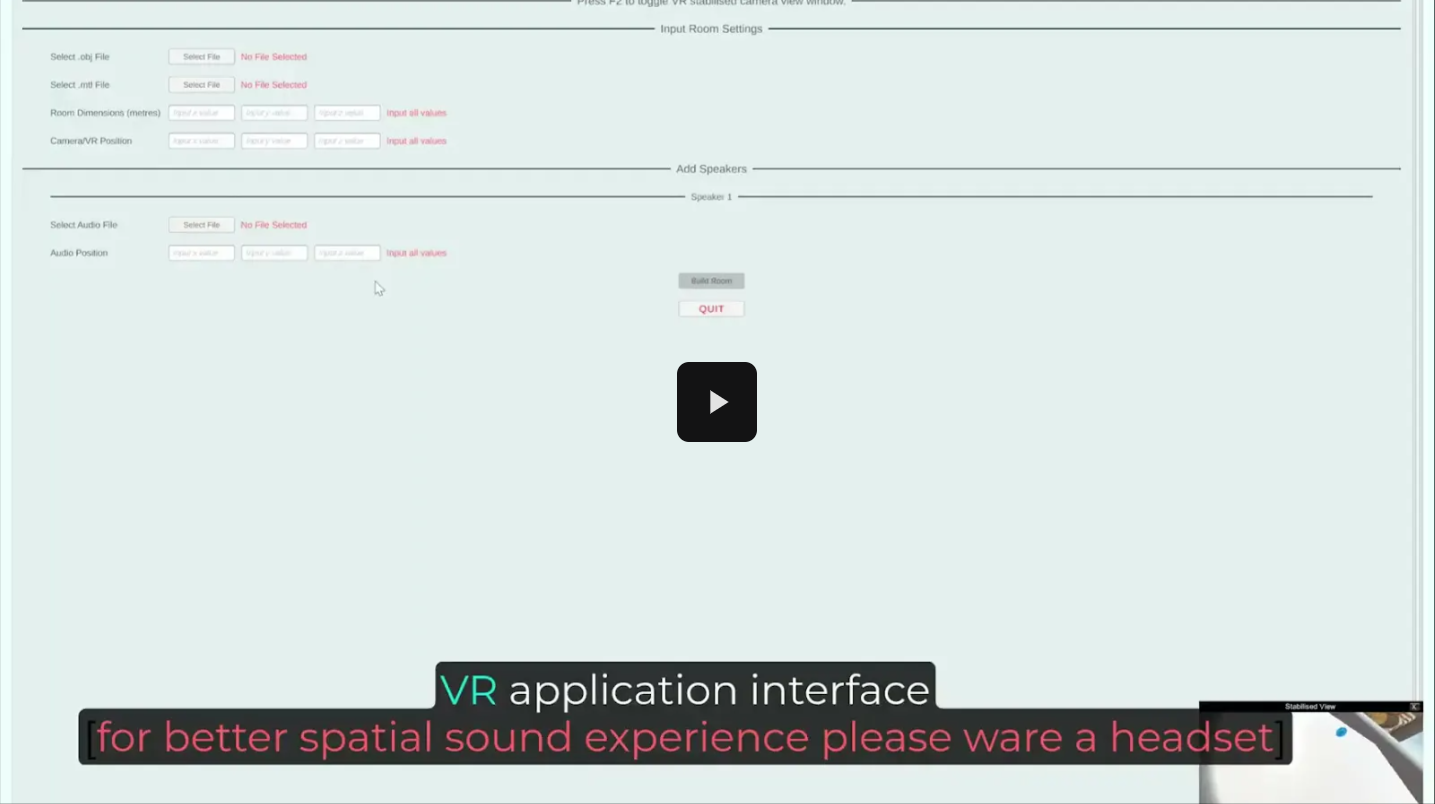 Press F2 to toggle VR stabilised camera view window.
Input Room Settings
Select .obj File Select File No File Selected
Select .mtl File Select File No File Selected
Room Dimensions (metres) Input x value Input y value Input z value Input all values
Camera/VR Position Input x value Input y value Input z value Input all values
Add Speakers
Speaker 1
Select Audio File Select File No File Selected
Audio Position Input x value Input y value Input z value Input all values
Build Room
QUIT
VR application interface
Stabilised View X
[for better spatial sound experience please ware a headset]